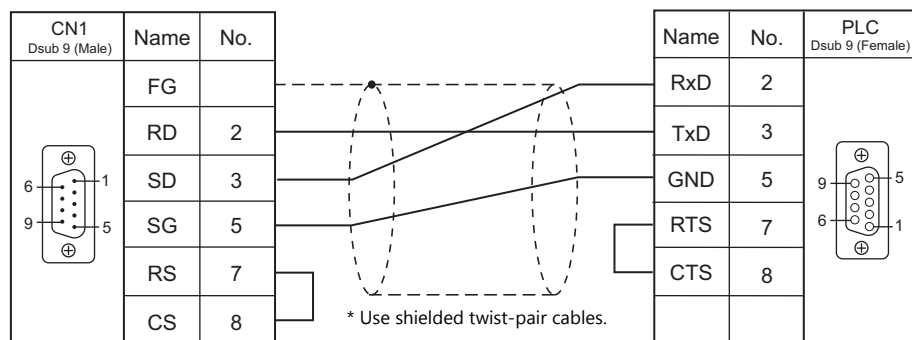 CN1
Dsub 9 (Male)
Name No.
FG
RD 2
SD 3
SG 5
RS 7
CS 8
6
1
9
5
* Use shielded twist-pair cables.
Name No.
PLC
Dsub 9 (Female)
RxD 2
TxD 3
GND 5
RTS 7
CTS 8
9
5
6
1